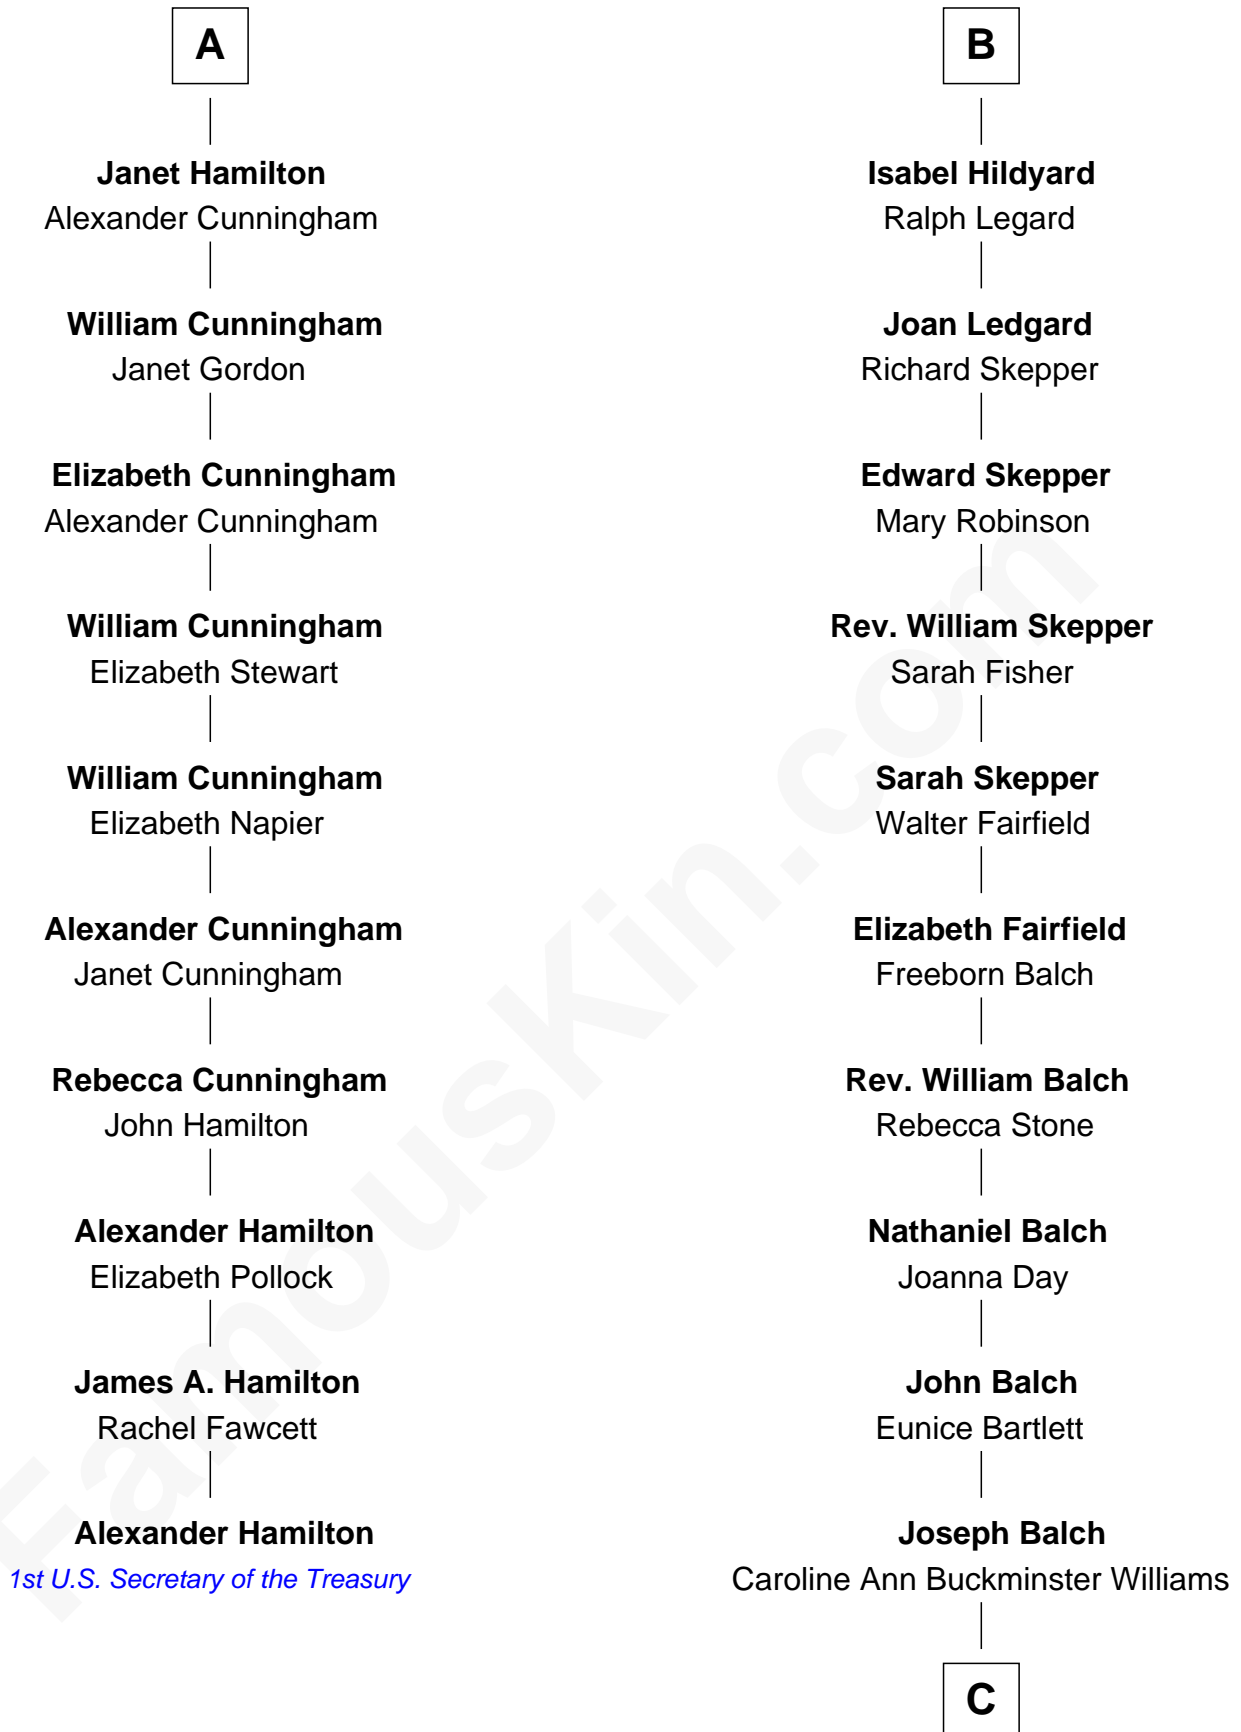 A
Janet Hamilton
Alexander Cunningham
William Cunningham
Janet Gordon
Elizabeth Cunningham
Alexander Cunningham
William Cunningham
Elizabeth Stewart
William Cunningham
Elizabeth Napier
Alexander Cunningham
Janet Cunningham
Rebecca Cunningham
John Hamilton
Alexander Hamilton
Elizabeth Pollock
James A. Hamilton
Rachel Fawcett
Alexander Hamilton
1st U.S. Secretary of the Treasury
B
Isabel Hildyard
Ralph Legard
Joan Ledgard
Richard Skepper
Edward Skepper
Mary Robinson
Rev. William Skepper
Sarah Fisher
Sarah Skepper
Walter Fairfield
Elizabeth Fairfield
Freeborn Balch
Rev. William Balch
Rebecca Stone
Nathaniel Balch
Joanna Day
John Balch
Eunice Bartlett
Joseph Balch
Caroline Ann Buckminster Williams
C
FamousKin.com